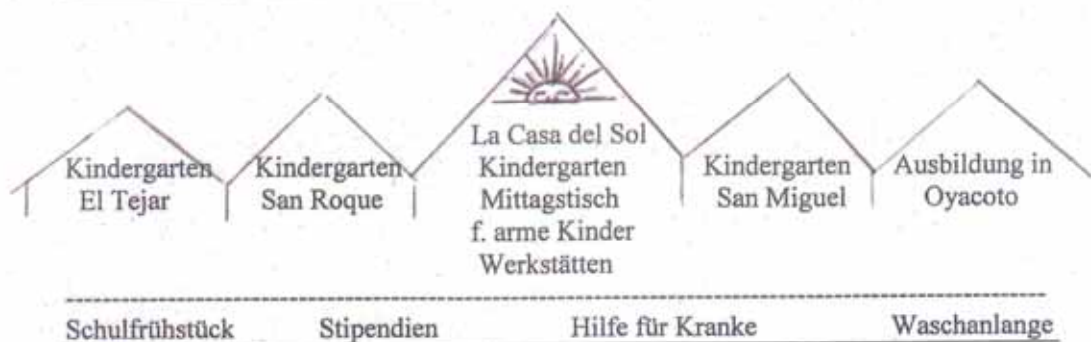 Kindergarten
El Tejar
Kindergarten
San Roque
La Casa del Sol
Kindergarten
Mittagstisch
f. arme Kinder
Werkstätten
Kindergarten
San Miguel
Ausbildung in
Oyacoto
Schulfrühstück Stipendien Hilfe für Kranke Waschanlange